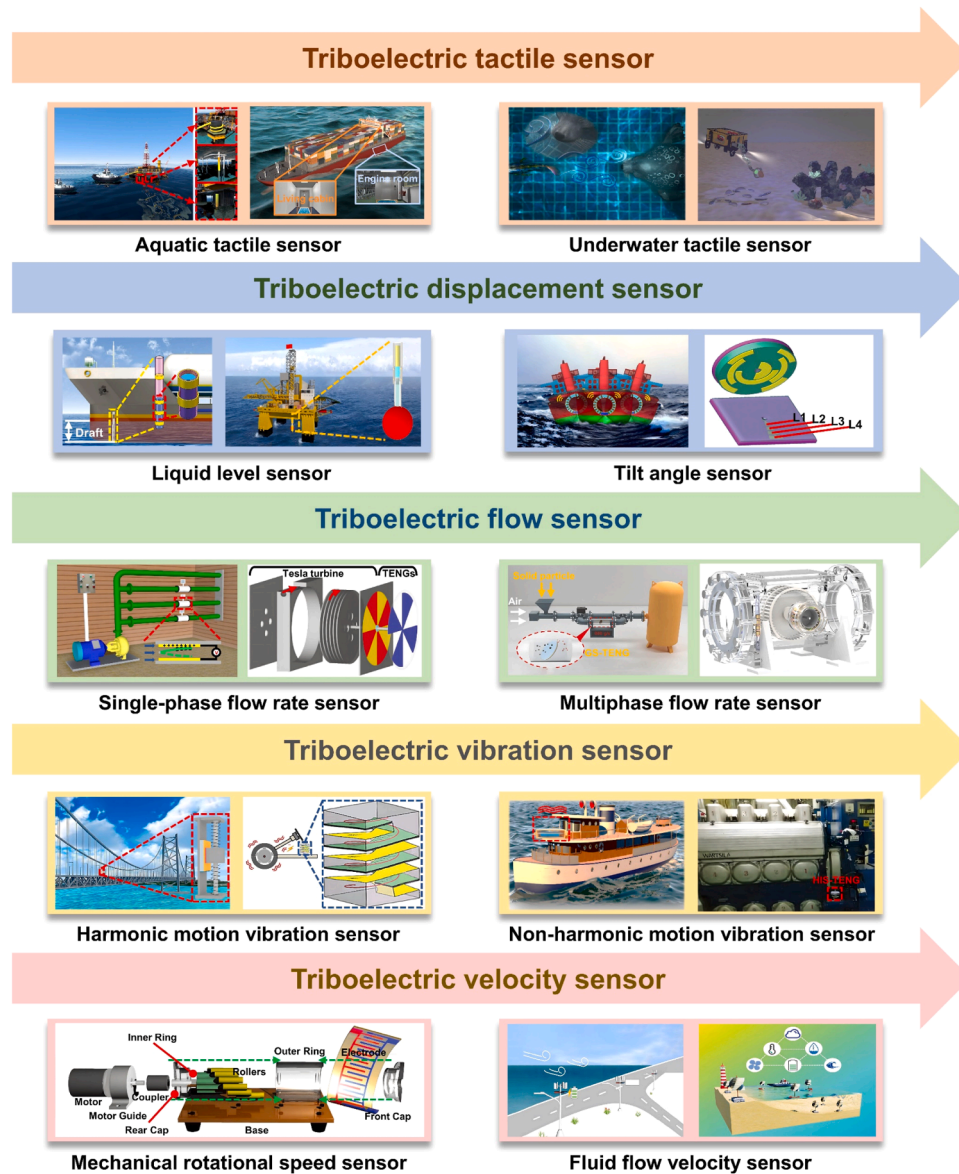 Triboelectric tactile sensor
Living cabin
Engine room
Aquatic tactile sensor
Underwater tactile sensor
Triboelectric displacement sensor
Draft
L1
L2
L3
L4
Liquid level sensor
Tilt angle sensor
Triboelectric flow sensor
Tesla turbine
TENGs
Solid particle
Air
Single-phase flow rate sensor
Multiphase flow rate sensor
Triboelectric vibration sensor
WARTSILA
HIS-TENG
Harmonic motion vibration sensor
Non-harmonic motion vibration sensor
Triboelectric velocity sensor
Inner Ring
Outer Ring
Electrode
Rollers
Motor
Coupler
Motor Guide
Rear Cap
Base
Front Cap
Mechanical rotational speed sensor
Fluid flow velocity sensor